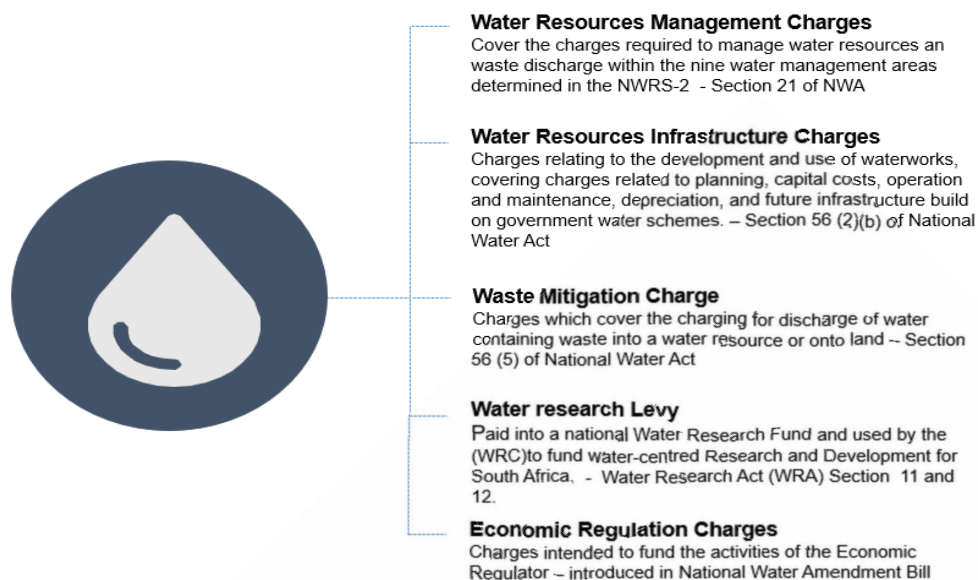 Water Resources Management Charges
Cover the charges required to manage water resources an
waste discharge within the nine water management areas
determined in the NWRS-2 - Section 21 of NWA
Water Resources Infrastructure Charges
Charges relating to the development and use of waterworks,
covering charges related to planning, capital costs, operation
and maintenance, depreciation, and future infrastructure build
on government water schemes. – Section 56 (2)(b) of National
Water Act
Waste Mitigation Charge
Charges which cover the charging for discharge of water
containing waste into a water resource or onto land – Section
56 (5) of National Water Act
Water research Levy
Paid into a national Water Research Fund and used by the
(WRC)to fund water-centred Research and Development for
South Africa. - Water Research Act (WRA) Section 11 and
12.
Economic Regulation Charges
Charges intended to fund the activities of the Economic
Regulator – introduced in National Water Amendment Bill